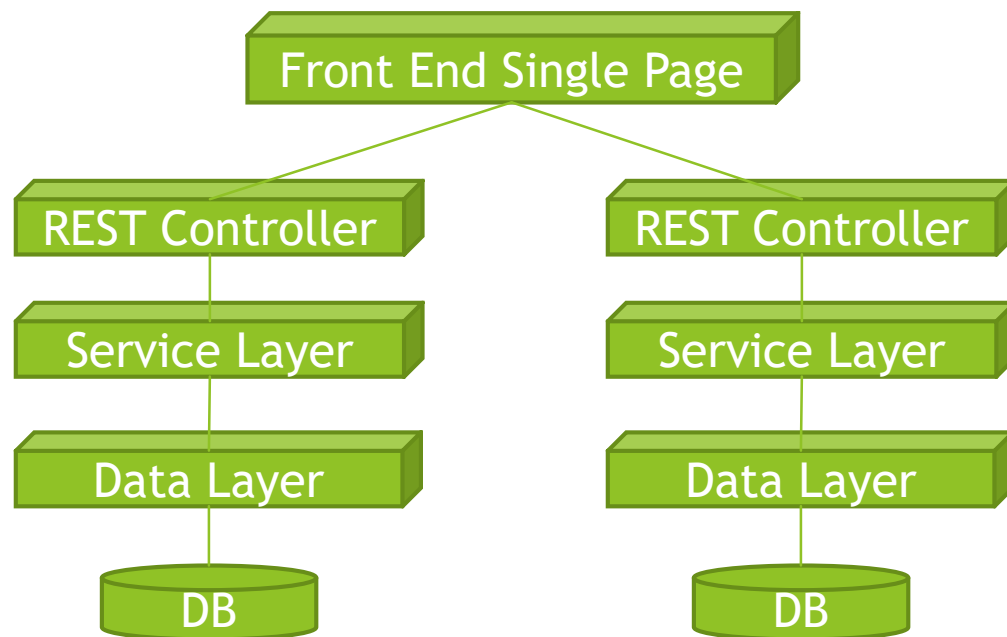 Front End Single Page
REST Controller
REST Controller
Service Layer
Service Layer
Data Layer
Data Layer
DB
DB